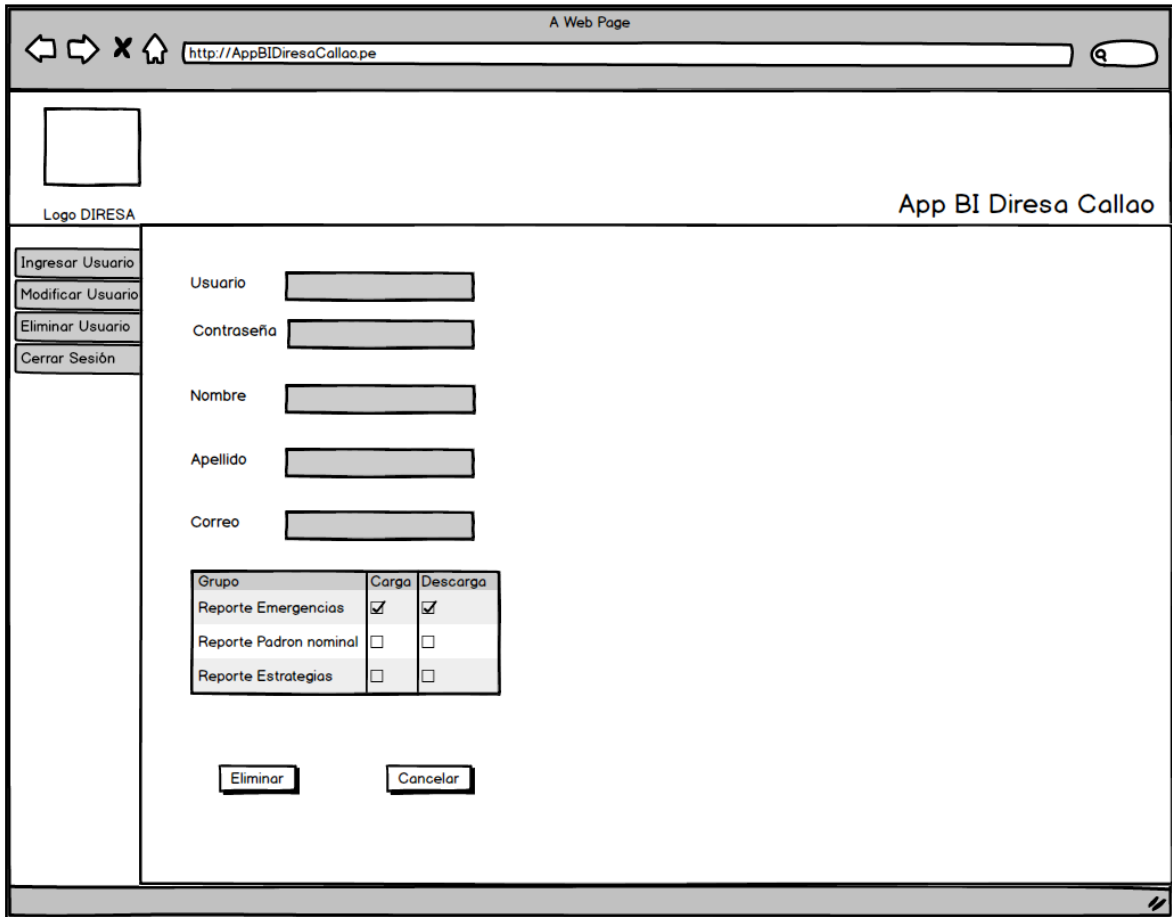 A Web Page
http://AppBIDiresaCallao.pe
Logo DIRESA
App BI Diresa Callao
Ingresar Usuario
Modificar Usuario
Eliminar Usuario
Cerrar Sesión
Usuario
Contraseña
Nombre
Apellido
Correo
Grupo Carga Descarga
Reporte Emergencias
Reporte Padron nominal
Reporte Estrategias
Eliminar Cancelar